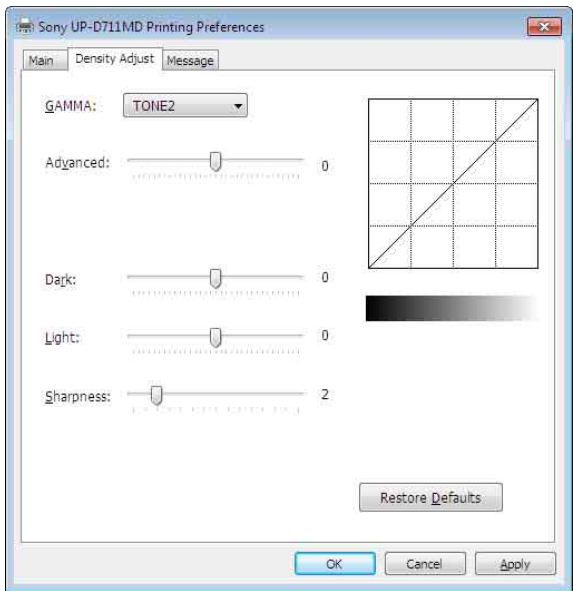 Sony UP-D711MD Printing Preferences
Main Density Adjust Message
GAMMA: TONE2
Advanced: 0
Dark: 0
Light: 0
Sharpness: 2
Restore Defaults
OK Cancel Apply